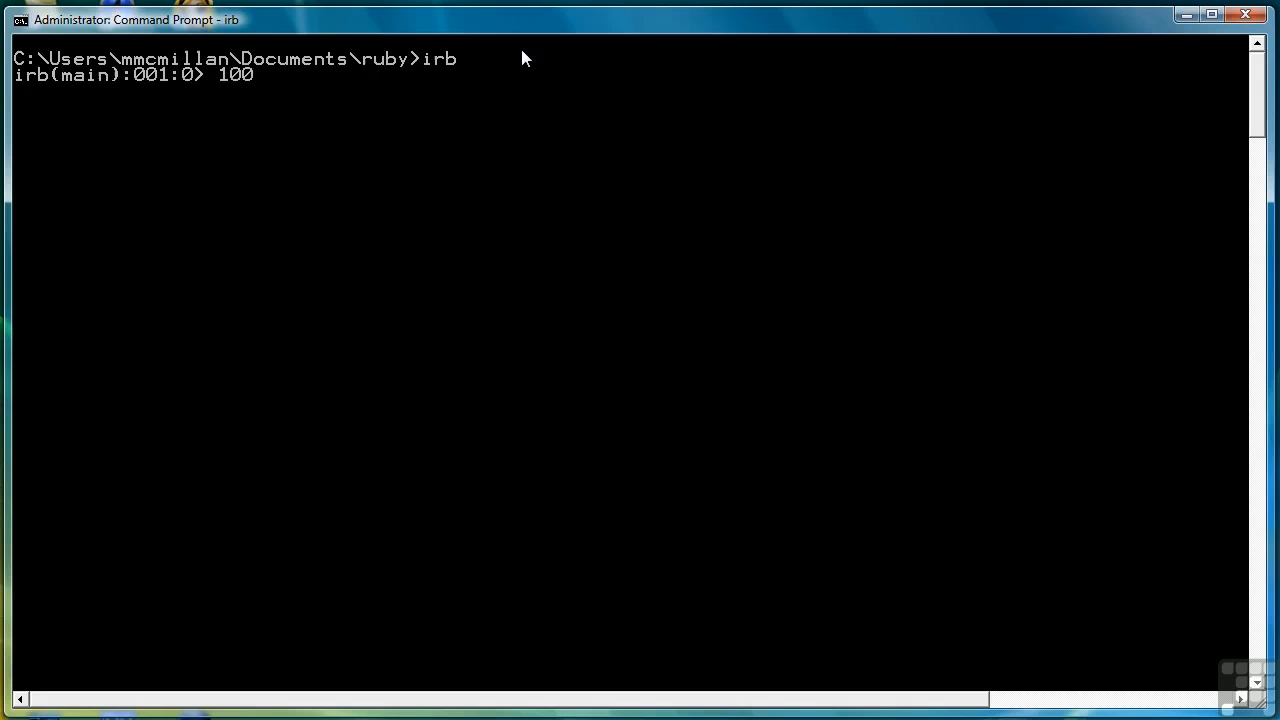 Administrator: Command Prompt - irb
C:\Users\mmcmillan\Documents\ruby>irb
irb(main):001:0> 100